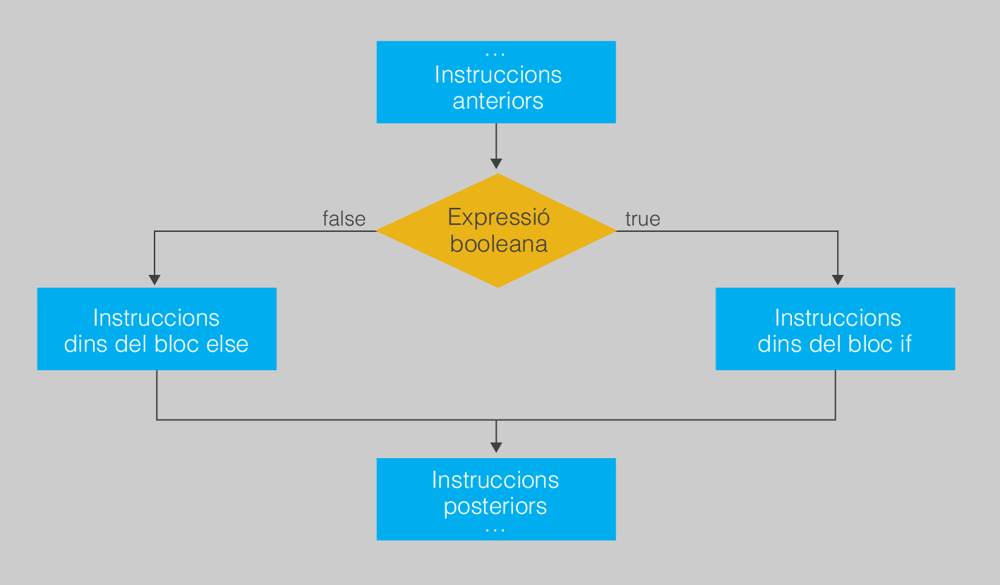 ...
Instruccions
anteriors
false
Expressió
booleana
true
Instruccions
dins del bloc else
Instruccions
dins del bloc if
Instruccions
posteriors
...